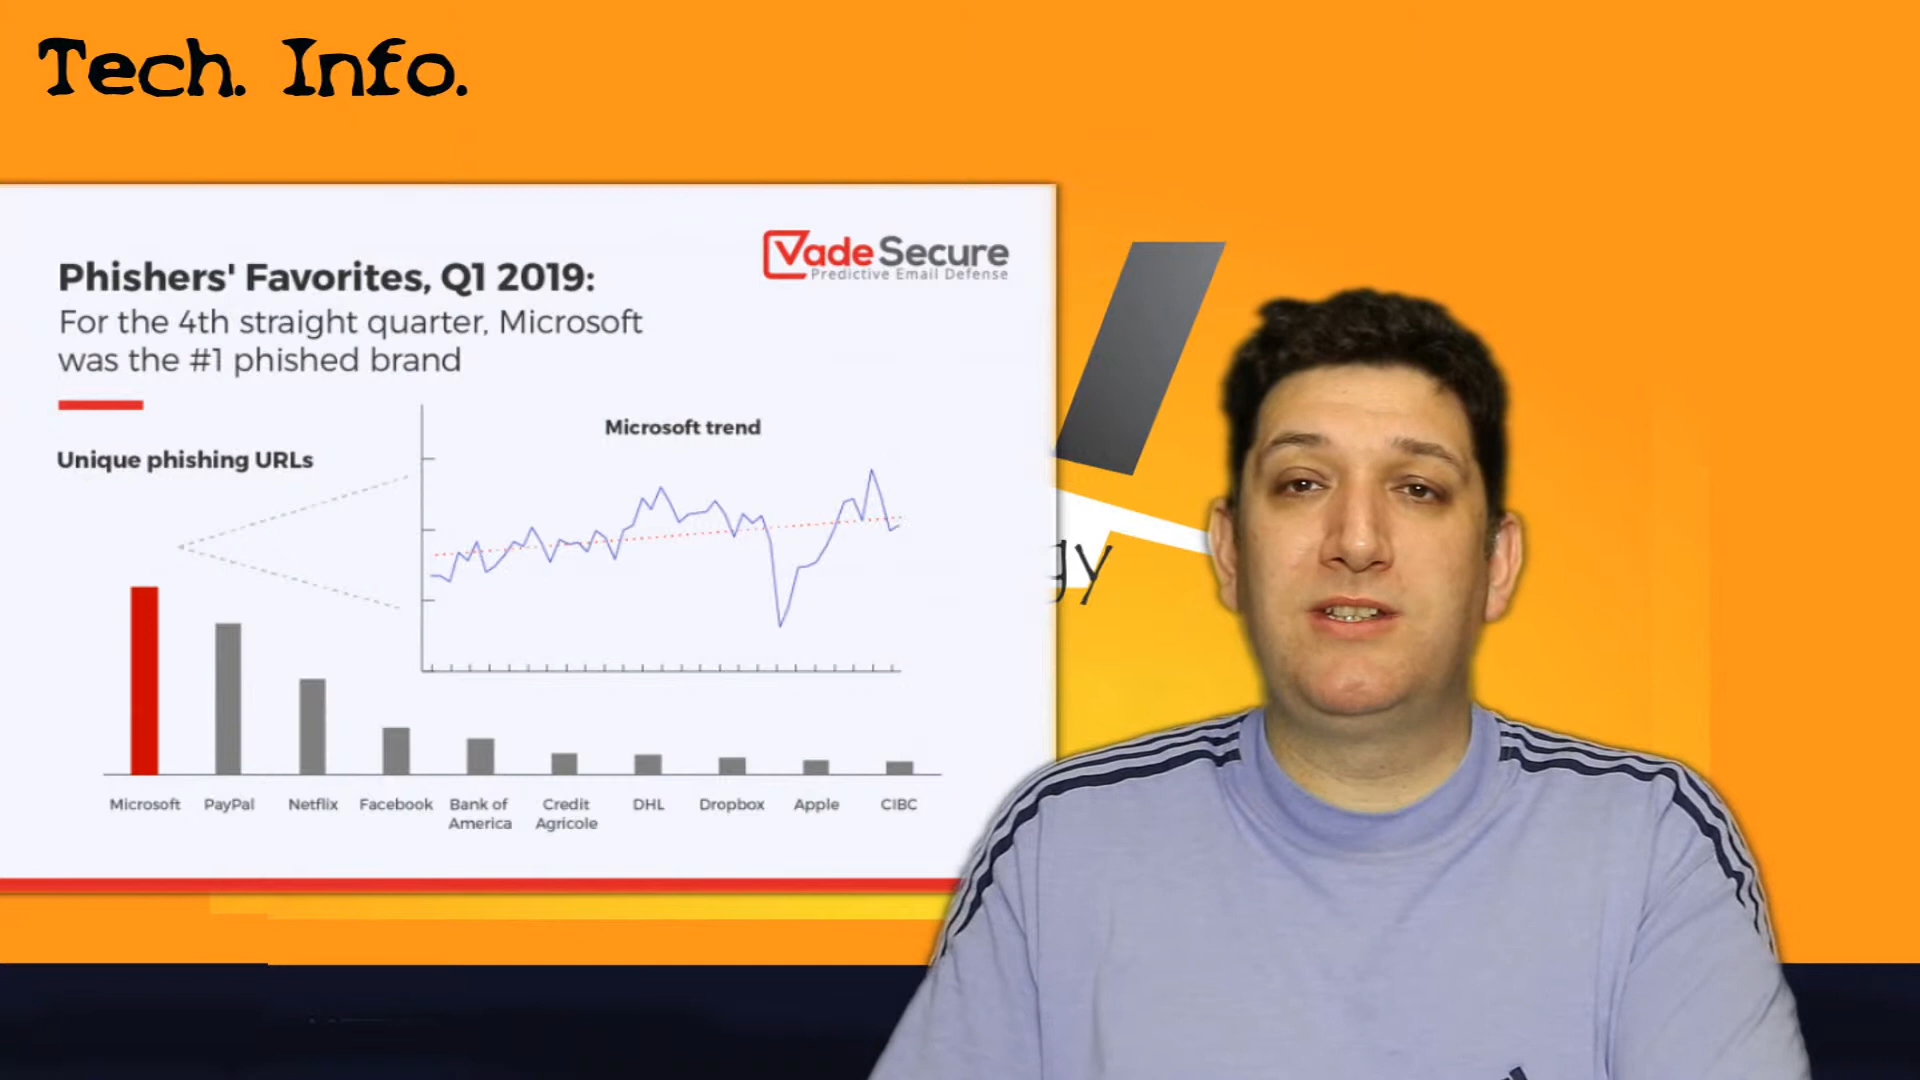 Tech. Info.
Vade Secure
Predictive Email Defense
Phishers' Favorites, Q1 2019:
For the 4th straight quarter, Microsoft
was the #1 phished brand
Microsoft trend
Unique phishing URLs
Microsoft PayPal Netflix Facebook Bank of America Credit Agricole DHL Dropbox Apple CIBC
gy